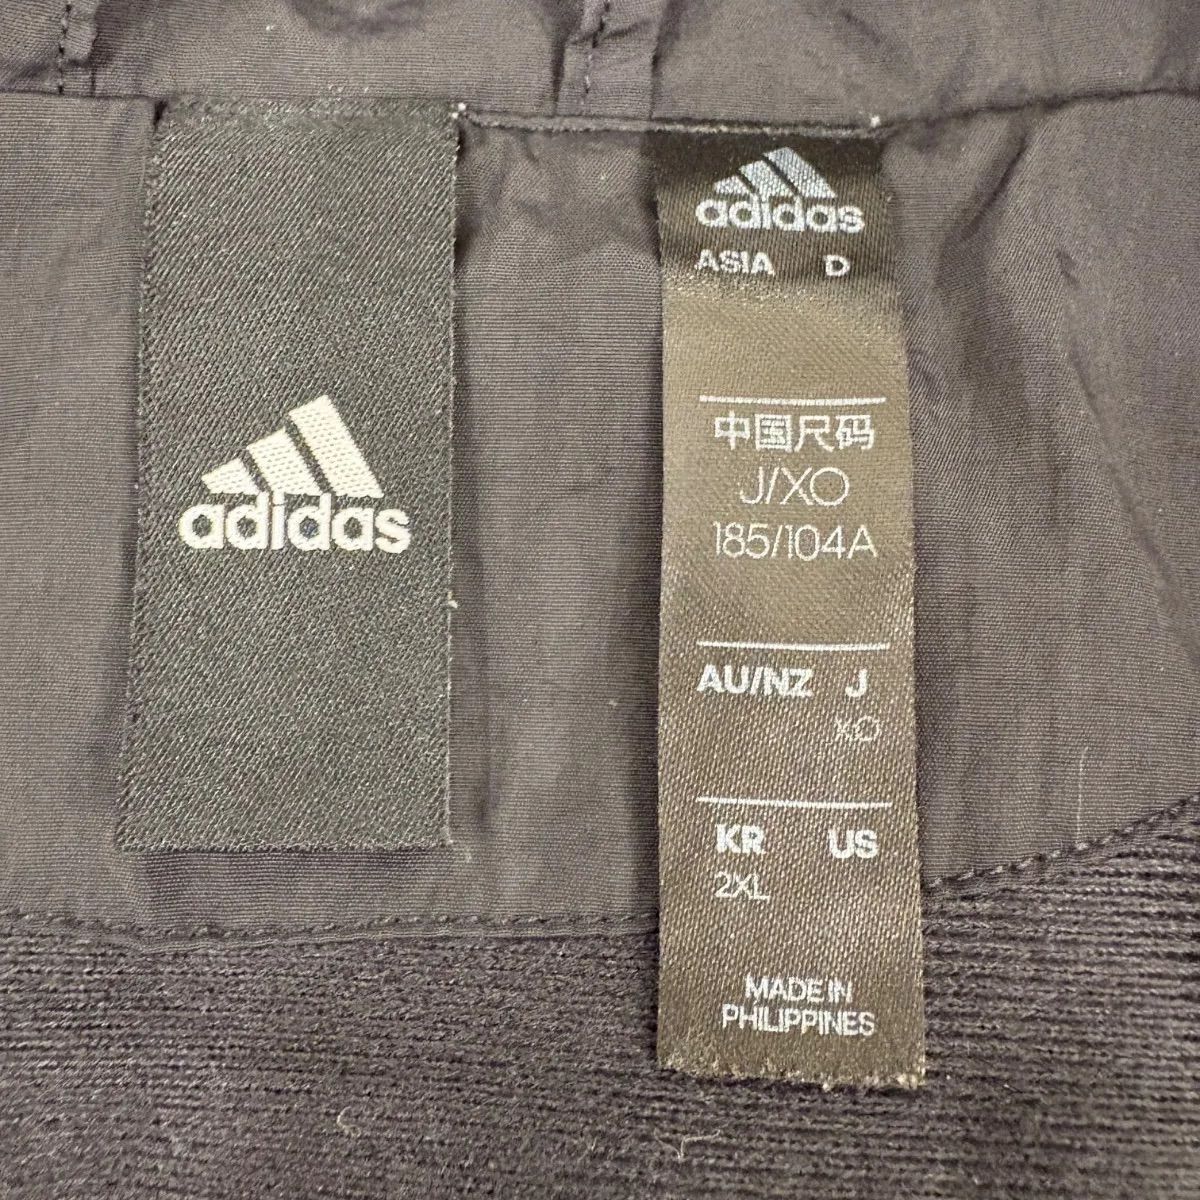 adidas
adidas
ASIA D
中国尺码
J/XO
185/104A
AU/NZ J
XO
KR US
2XL
MADE IN
PHILIPPINES